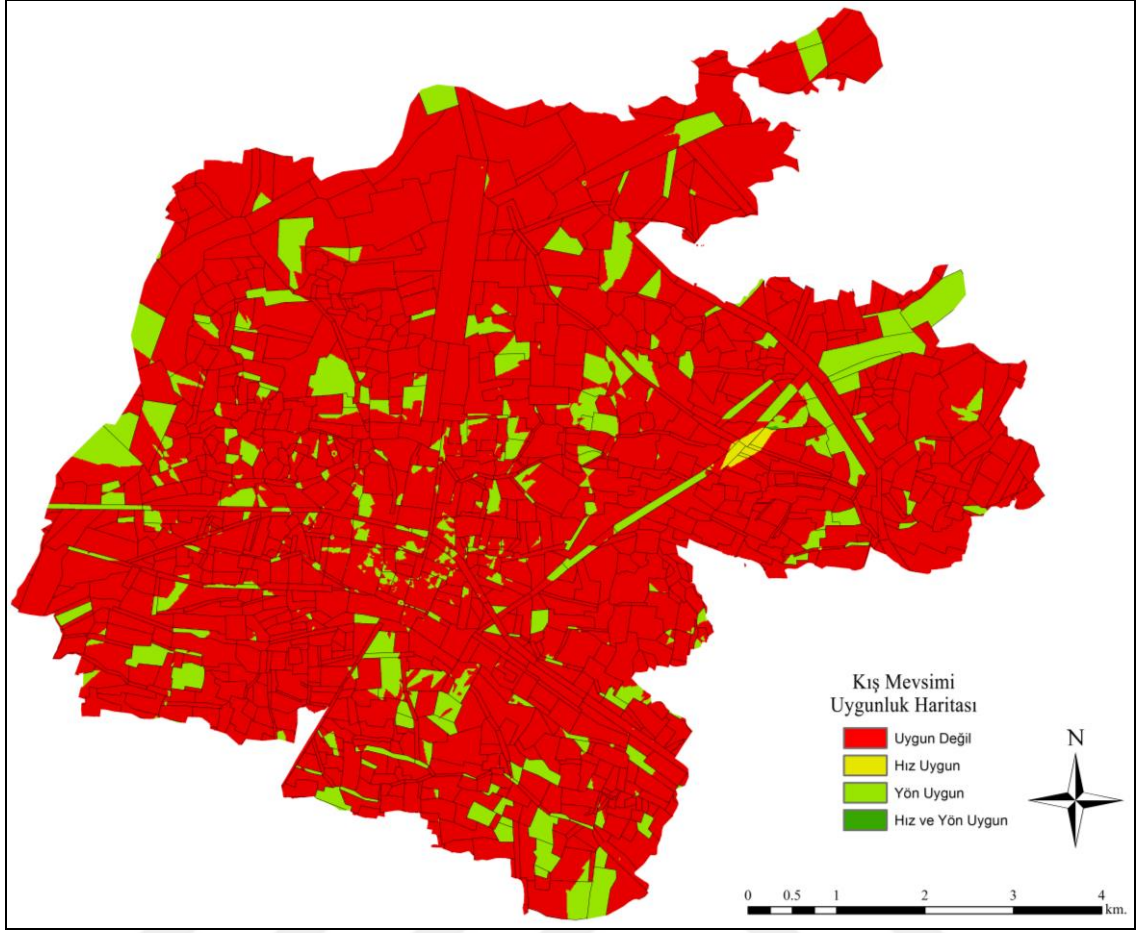 Kış Mevsimi
Uygunluk Haritası
Uygun Değil
Hız Uygun
Yön Uygun
Hız ve Yön Uygun
N
0 0.5 1 2 3 4
km.